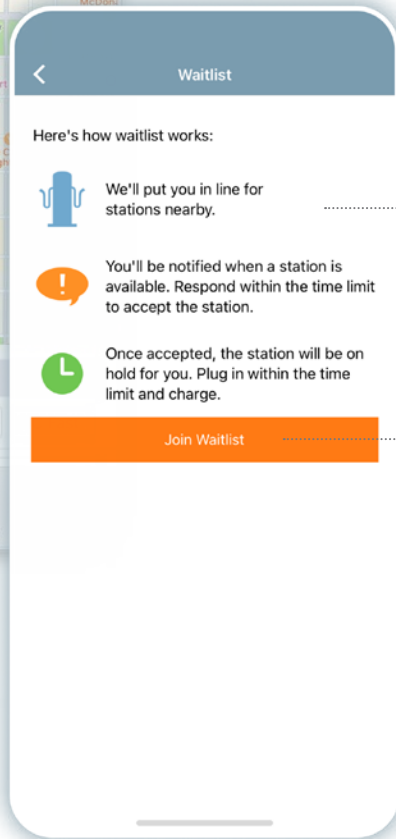 McDon
Waitlist
Here's how waitlist works:
We'll put you in line for
stations nearby.
You'll be notified when a station is
available. Respond within the time limit
to accept the station.
Once accepted, the station will be on
hold for you. Plug in within the time
limit and charge.
Join Waitlist